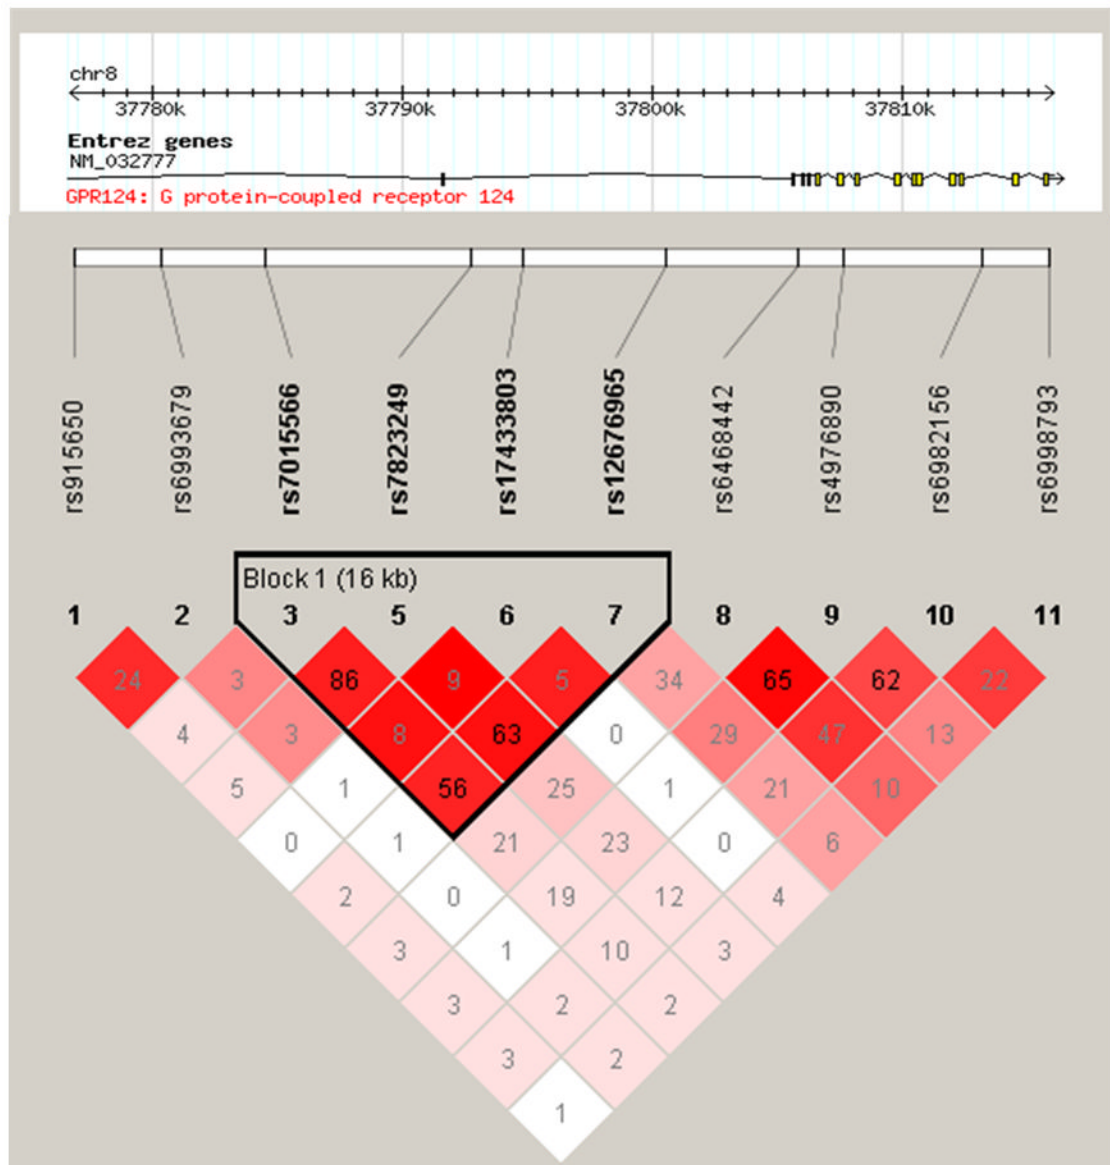 chr8
37780k 37790k 37800k 37810k
Entrez genes
NM_032777
GPR124: G protein-coupled receptor 124
rs915650 rs6993679 rs7015566 rs7823249 rs17433803 rs12676965 rs6468442 rs4976890 rs6982156 rs6998793
Block 1 (16 kb)
1 2 3 5 6 7 8 9 10 11
24 3 86 9 5 34 65 62 22
4 3 8 63 0 29 47 13
5 1 56 25 1 21 10
0 1 21 23 0 6
2 0 19 12 4
3 1 10 3
3 2 2
3 2
1